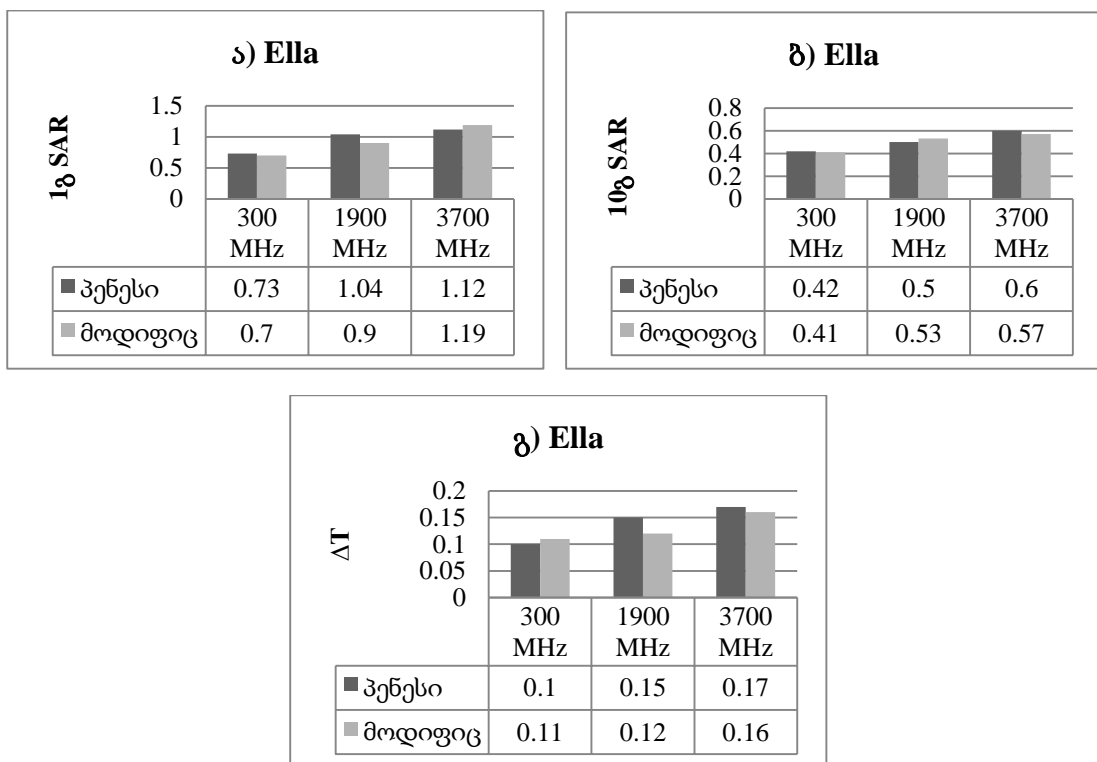 ა) Ella
1გ SAR
1.5
1
0.5
0
300 MHz 1900 MHz 3700 MHz
პენესი 0.73 1.04 1.12
მოდიფიც 0.7 0.9 1.19
ბ) Ella
10გ SAR
0.8
0.6
0.4
0.2
0
300 MHz 1900 MHz 3700 MHz
პენესი 0.42 0.5 0.6
მოდიფიც 0.41 0.53 0.57
გ) Ella
ΔT
0.2
0.15
0.1
0.05
0
300 MHz 1900 MHz 3700 MHz
პენესი 0.1 0.15 0.17
მოდიფიც 0.11 0.12 0.16